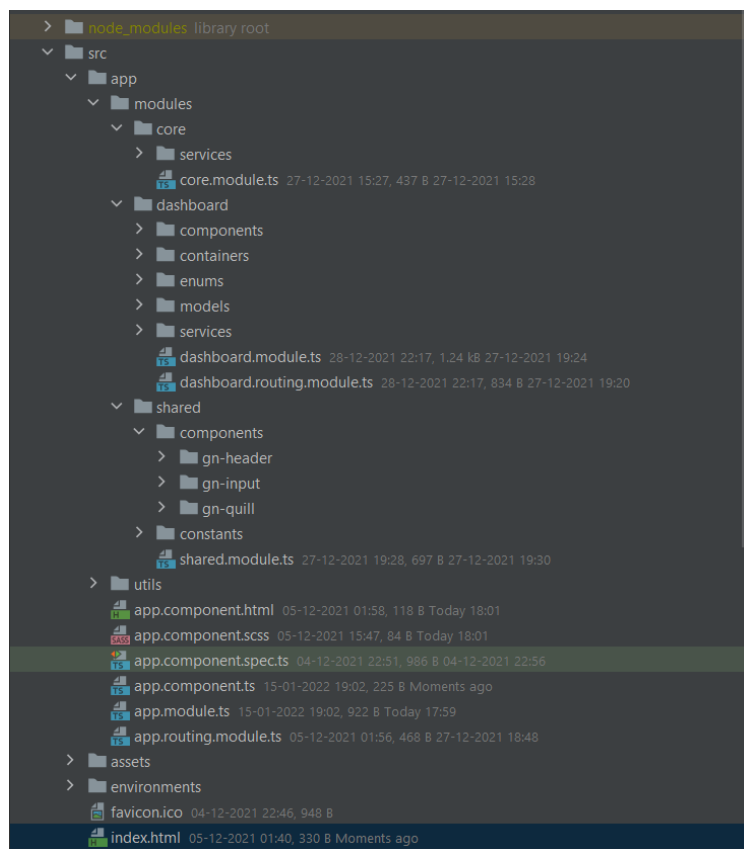 node_modules library root
src
app
modules
core
services
core.module.ts 27-12-2021 15:27, 437 B 27-12-2021 15:28
dashboard
components
containers
enums
models
services
dashboard.module.ts 28-12-2021 22:17, 1.24 kB 27-12-2021 19:24
dashboard.routing.module.ts 28-12-2021 22:17, 834 B 27-12-2021 19:20
shared
components
gn-header
gn-input
gn-quill
constants
shared.module.ts 27-12-2021 19:28, 697 B 27-12-2021 19:30
utils
app.component.html 05-12-2021 01:58, 118 B Today 18:01
app.component.scss 05-12-2021 15:47, 84 B Today 18:01
app.component.spec.ts 04-12-2021 22:51, 986 B 04-12-2021 22:56
app.component.ts 15-01-2022 19:02, 225 B Moments ago
app.module.ts 15-01-2022 19:02, 922 B Today 17:59
app.routing.module.ts 05-12-2021 01:56, 468 B 27-12-2021 18:48
assets
environments
favicon.ico 04-12-2021 22:46, 948 B
index.html 05-12-2021 01:40, 330 B Moments ago